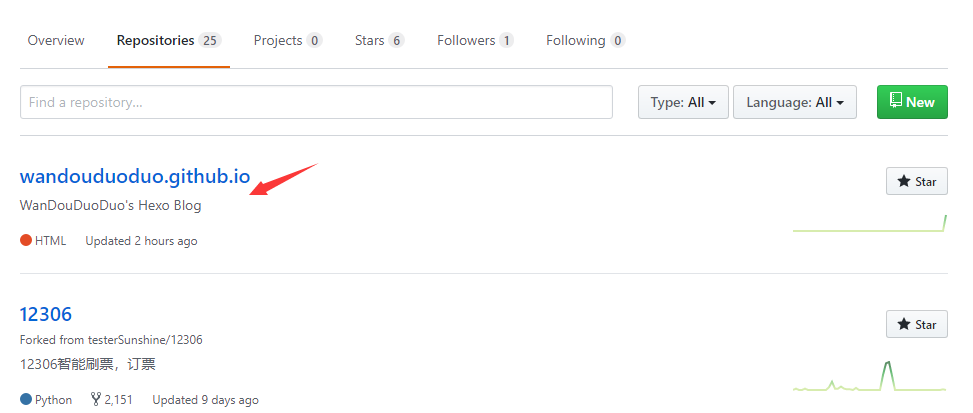 Overview Repositories 25 Projects 0 Stars 6 Followers 1 Following 0
Find a repository... Type: All Language: All New
wandouduoduo.github.io Star
WanDouDuoDuo's Hexo Blog
HTML Updated 2 hours ago
12306 Star
Forked from testerSunshine/12306
12306智能刷票，订票
Python 2,151 Updated 9 days ago